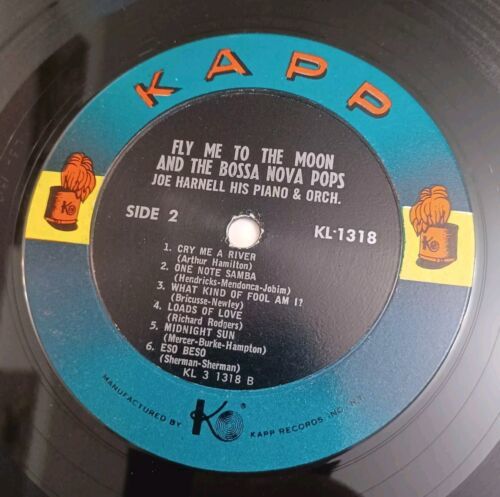 KAPP
FLY ME TO THE MOON
AND THE BOSSA NOVA POPS
JOE HARNELL HIS PIANO & ORCH.
SIDE 2
KL-1318
1. CRY ME A RIVER
(Arthur Hamilton)
2. ONE NOTE SAMBA
(Hendricks-Mendonca-Jobim)
3. WHAT KIND OF FOOL AM I?
(Bricusse-Newley)
4. LOADS OF LOVE
(Richard Rodgers)
5. MIDNIGHT SUN
(Mercer-Burke-Hampton)
6. ESO BESO
(Sherman-Sherman)
KL 3 1318 B
MANUFACTURED BY K ® KAPP RECORDS INC. N.Y.